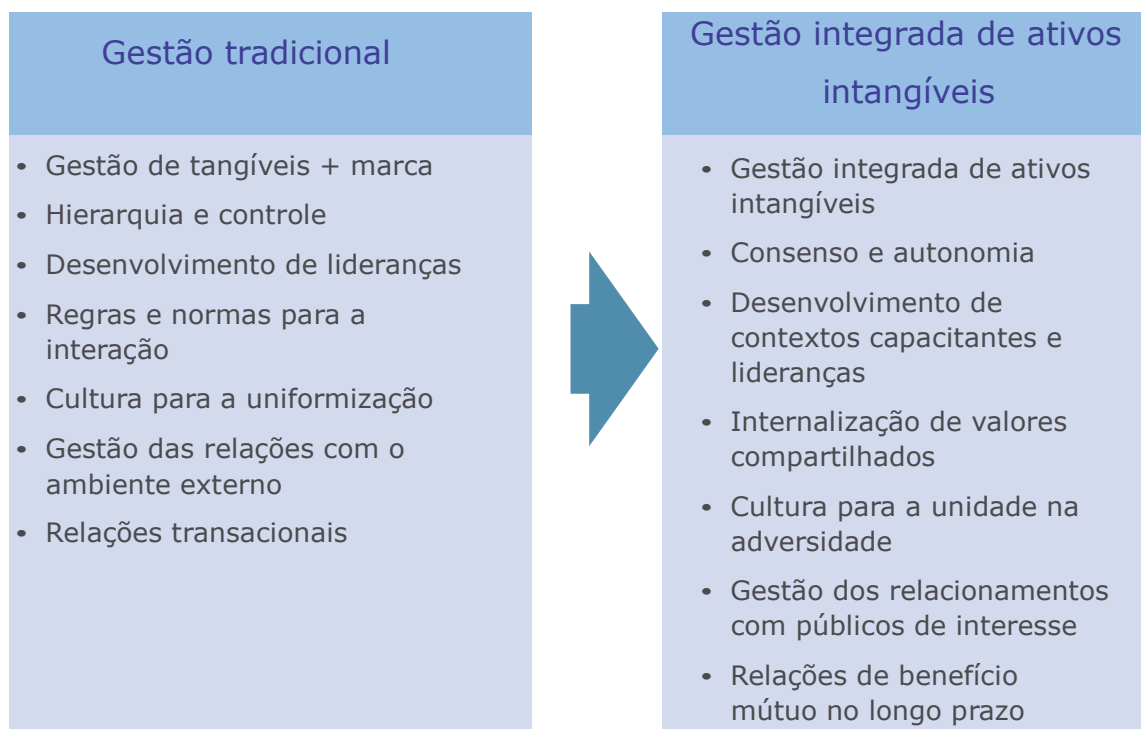 Gestão tradicional
• Gestão de tangíveis + marca
• Hierarquia e controle
• Desenvolvimento de lideranças
• Regras e normas para a
interação
• Cultura para a uniformização
• Gestão das relações com o
ambiente externo
• Relações transacionais
Gestão integrada de ativos
intangíveis
• Gestão integrada de ativos
intangíveis
• Consenso e autonomia
• Desenvolvimento de
contextos capacitantes e
lideranças
• Internalização de valores
compartilhados
• Cultura para a unidade na
adversidade
• Gestão dos relacionamentos
com públicos de interesse
• Relações de benefício
mútuo no longo prazo